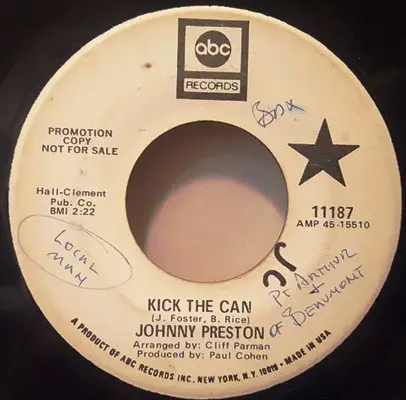 abc
RECORDS
PROMOTION
COPY
NOT FOR SALE
Hall-Clement
Pub. Co.
BMI 2:22
11187
AMP 45-15510
LOCAL
MAN
PT ARTHUR
+
OF BEAUMONT
KICK THE CAN
(J. Foster, B. Rice)
JOHNNY PRESTON
Arranged by: Cliff Parman
Produced by: Paul Cohen
A PRODUCT OF ABC RECORDS INC., NEW YORK, N.Y. 10019 • MADE IN USA